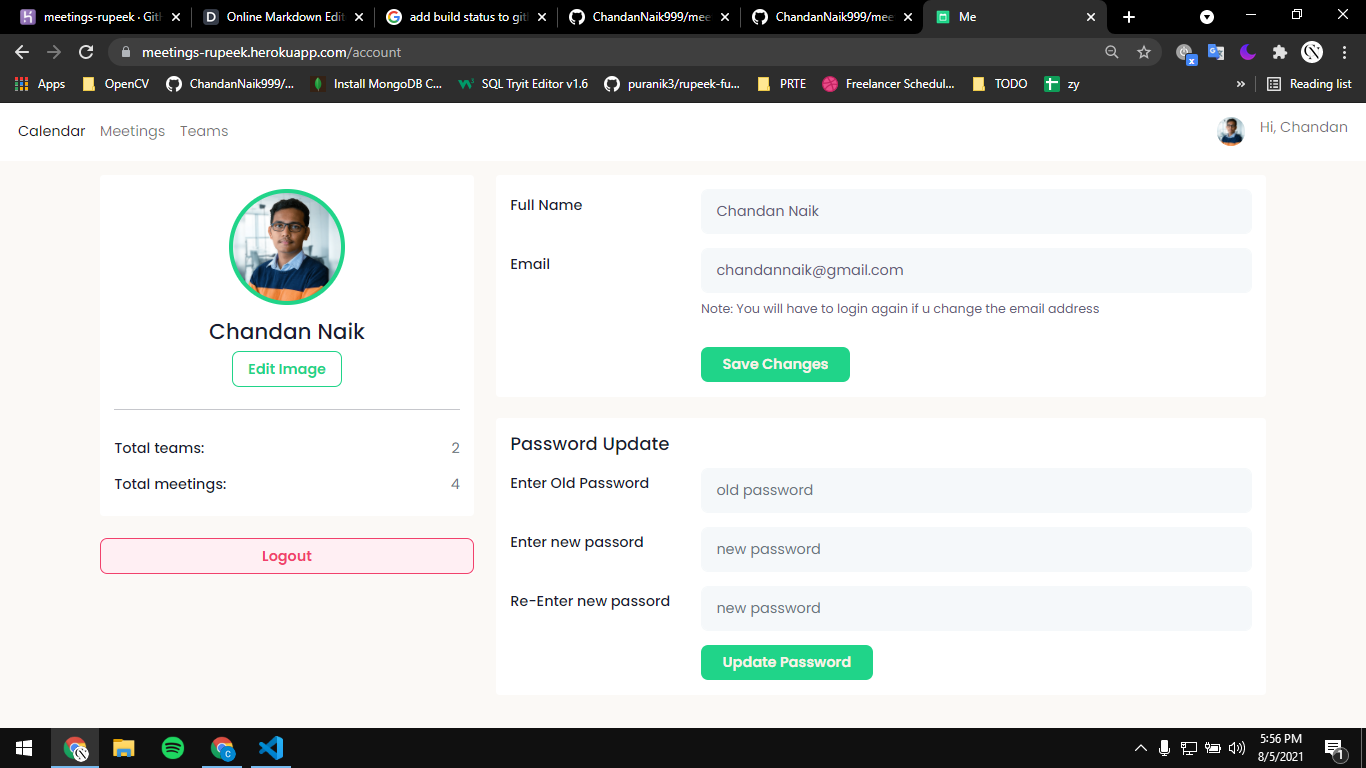 meetings-rupeek · Gith
Online Markdown Edit
add build status to gith
ChandanNaik999/mee
ChandanNaik999/mee
Me
meetings-rupeek.herokuapp.com/account
Apps
OpenCV
ChandanNaik999/...
Install MongoDB C...
SQL Tryit Editor v1.6
puranik3/rupeek-fu...
PRTE
Freelancer Schedul...
TODO
zy
»
Reading list
Calendar Meetings Teams
Hi, Chandan
Chandan Naik
Edit Image
Total teams: 2
Total meetings: 4
Logout
Full Name Chandan Naik
Email chandannaik@gmail.com
Note: You will have to login again if u change the email address
Save Changes
Password Update
Enter Old Password old password
Enter new passord new password
Re-Enter new passord new password
Update Password
5:56 PM
8/5/2021
1